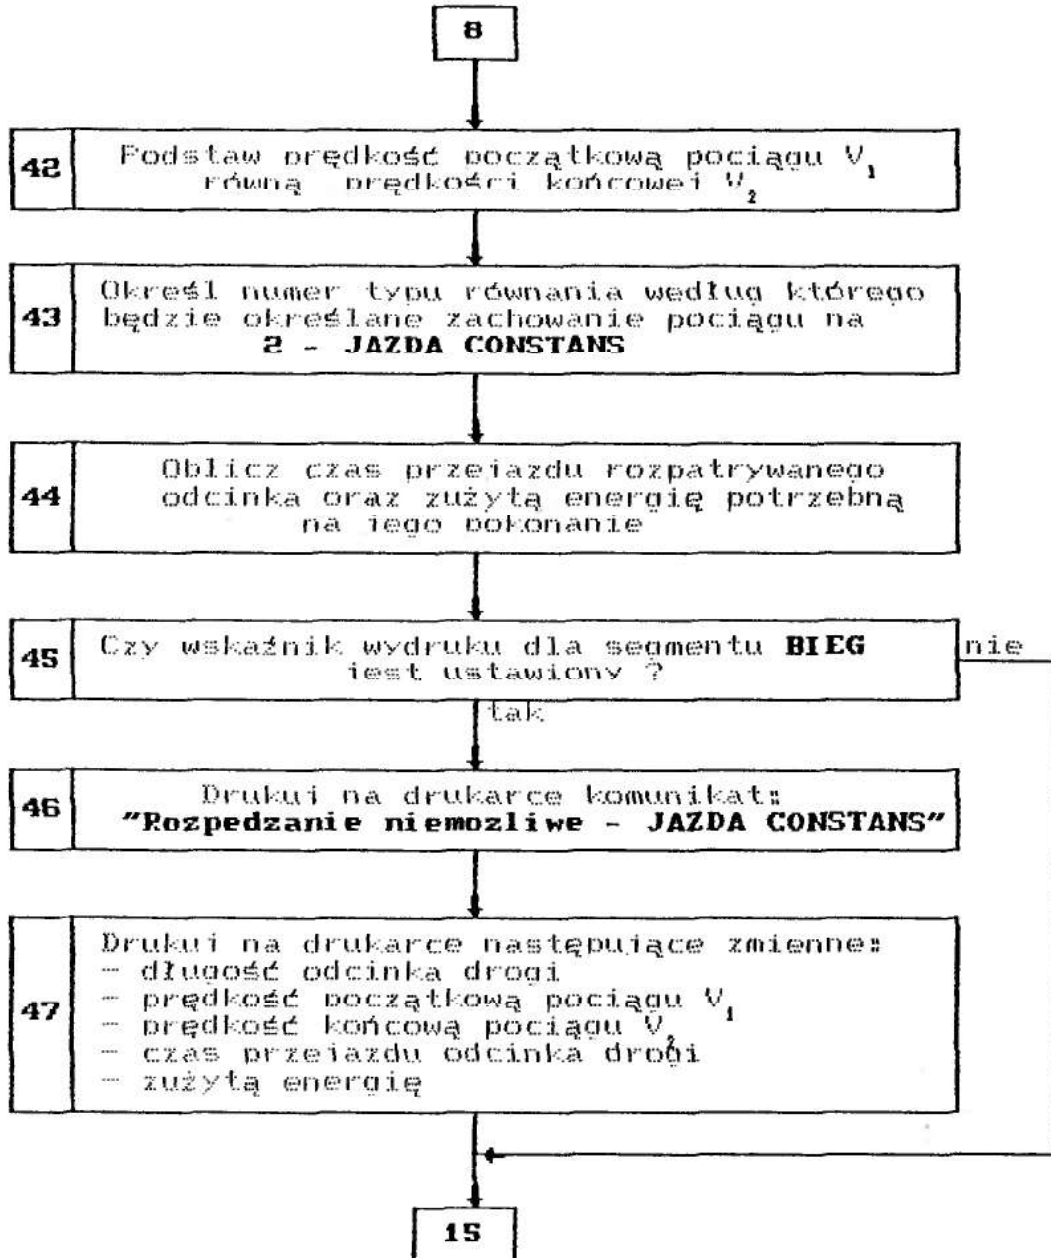 8
42
Podstaw prędkość początkową pociągu V₁
równą prędkości końcowej V₂
43
Określ numer typu równania według którego
będzie określane zachowanie pociągu na
2 - JAZDA CONSTANS
44
Oblicz czas przejazdu rozpatrywanego
odcinka oraz zużytą energię potrzebną
na jego pokonanie
45
Czy wskaźnik wydruku dla segmentu BIEG
jest ustawiony ?
nie
tak
46
Drukuj na drukarce komunikat:
"Rozpedzanie niemozliwe - JAZDA CONSTANS"
47
Drukuj na drukarce następujące zmienne:
- długość odcinka drogi
- prędkość początkową pociągu V₁
- prędkość końcową pociągu V₂
- czas przejazdu odcinka drogi
- zużytą energię
15